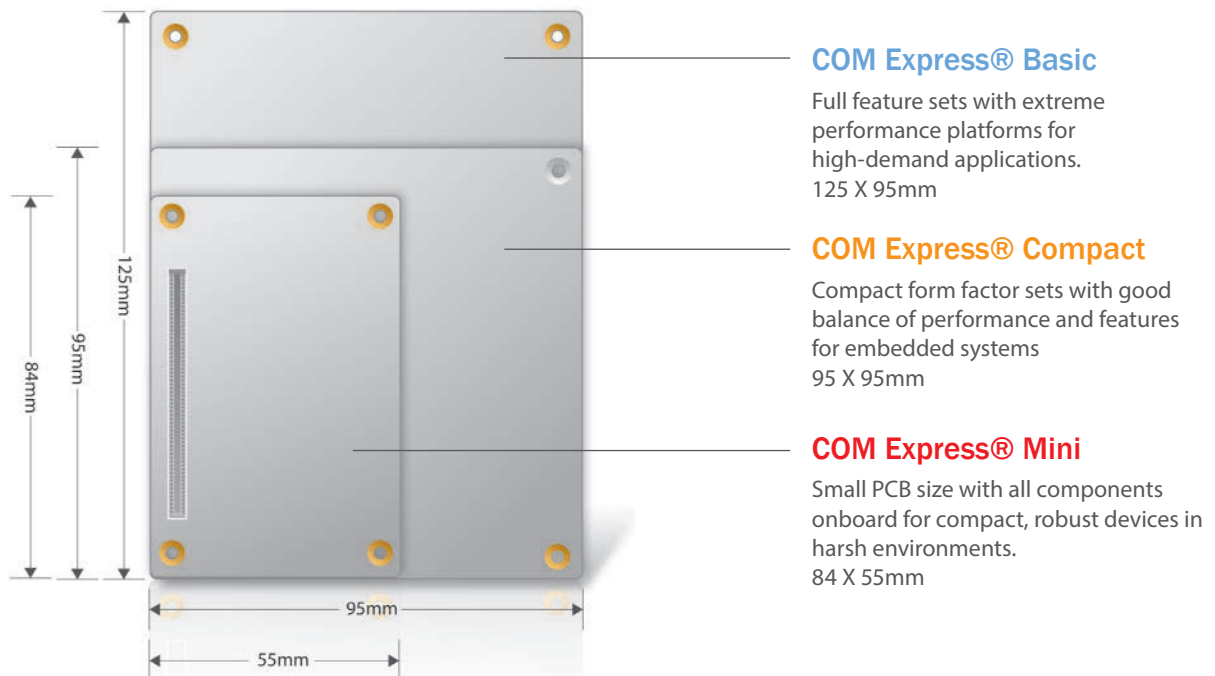 COM Express® Basic
Full feature sets with extreme
performance platforms for
high-demand applications.
125 X 95mm
COM Express® Compact
Compact form factor sets with good
balance of performance and features
for embedded systems
95 X 95mm
COM Express® Mini
Small PCB size with all components
onboard for compact, robust devices in
harsh environments.
84 X 55mm
125mm
95mm
84mm
95mm
55mm